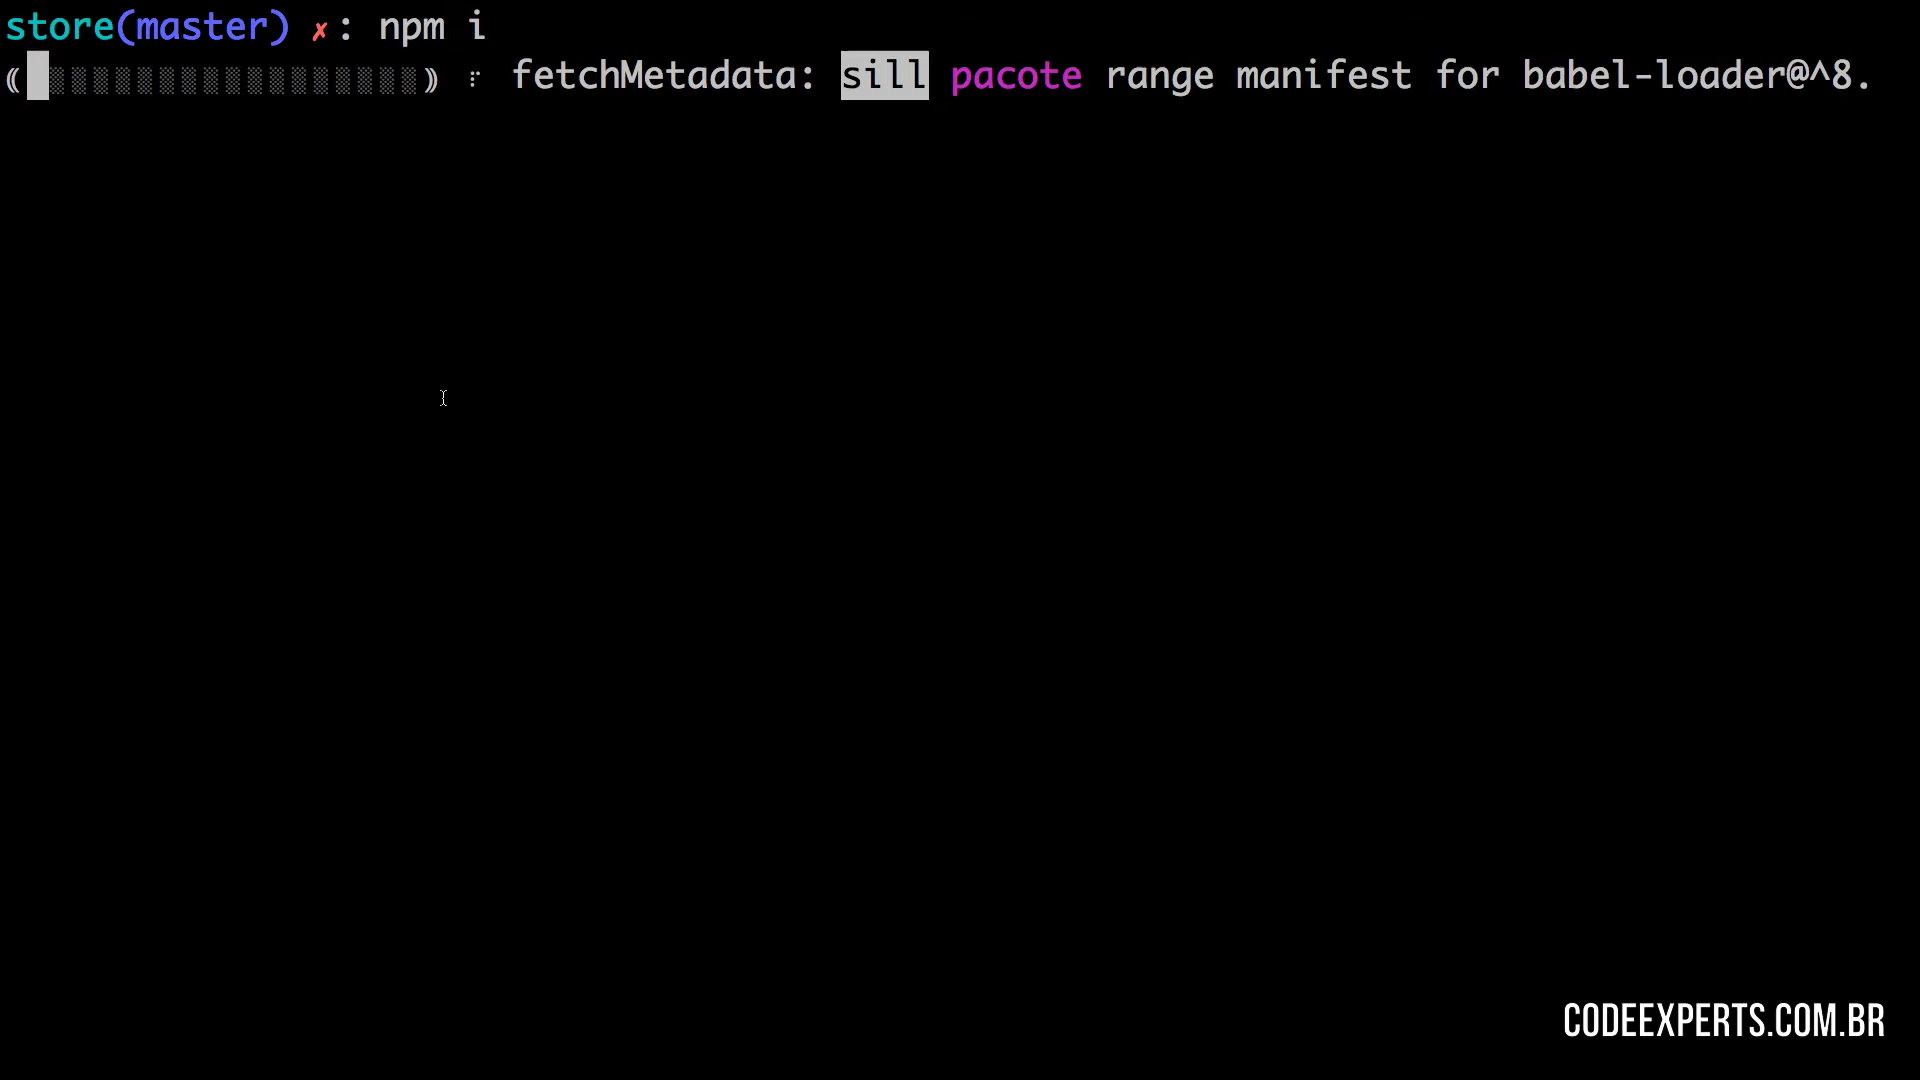 store(master) ✗: npm i
⸨ ░░░░░░░░░░░░░░░░░⸩ ⠏ fetchMetadata: sill pacote range manifest for babel-loader@^8.
CODEEXPERTS.COM.BR